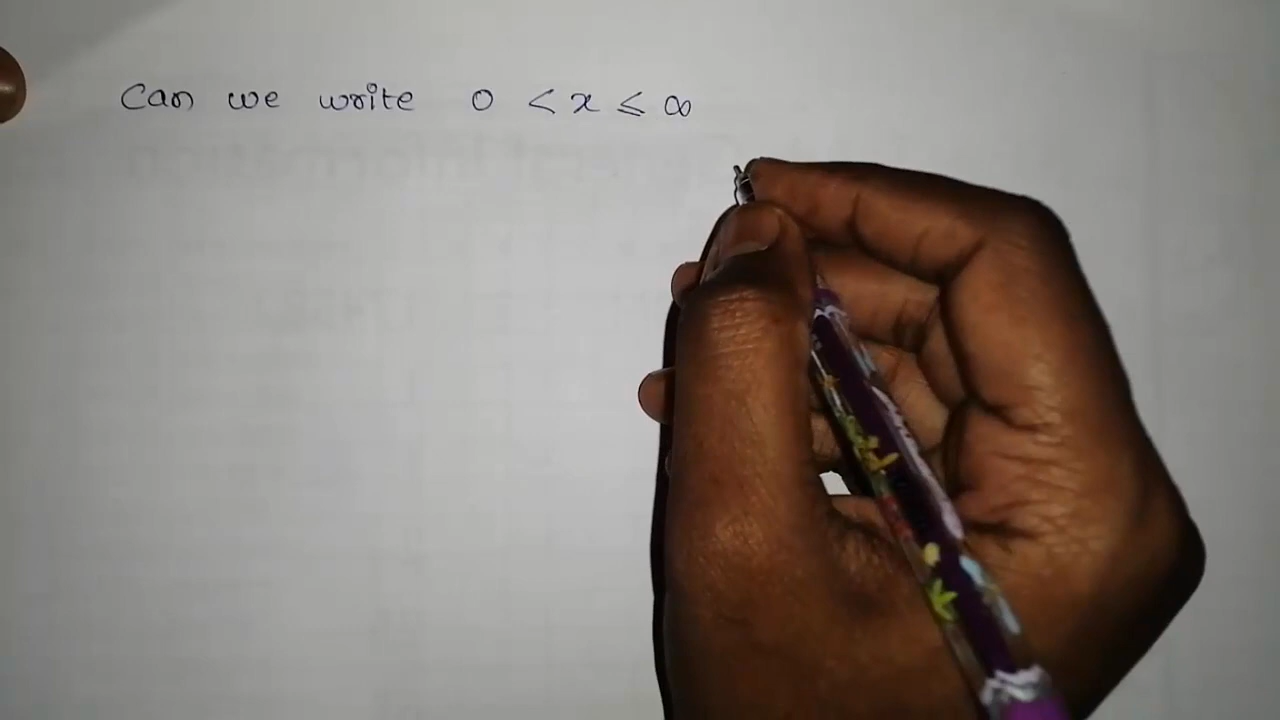 Can we write 0 < x ≤ ∞